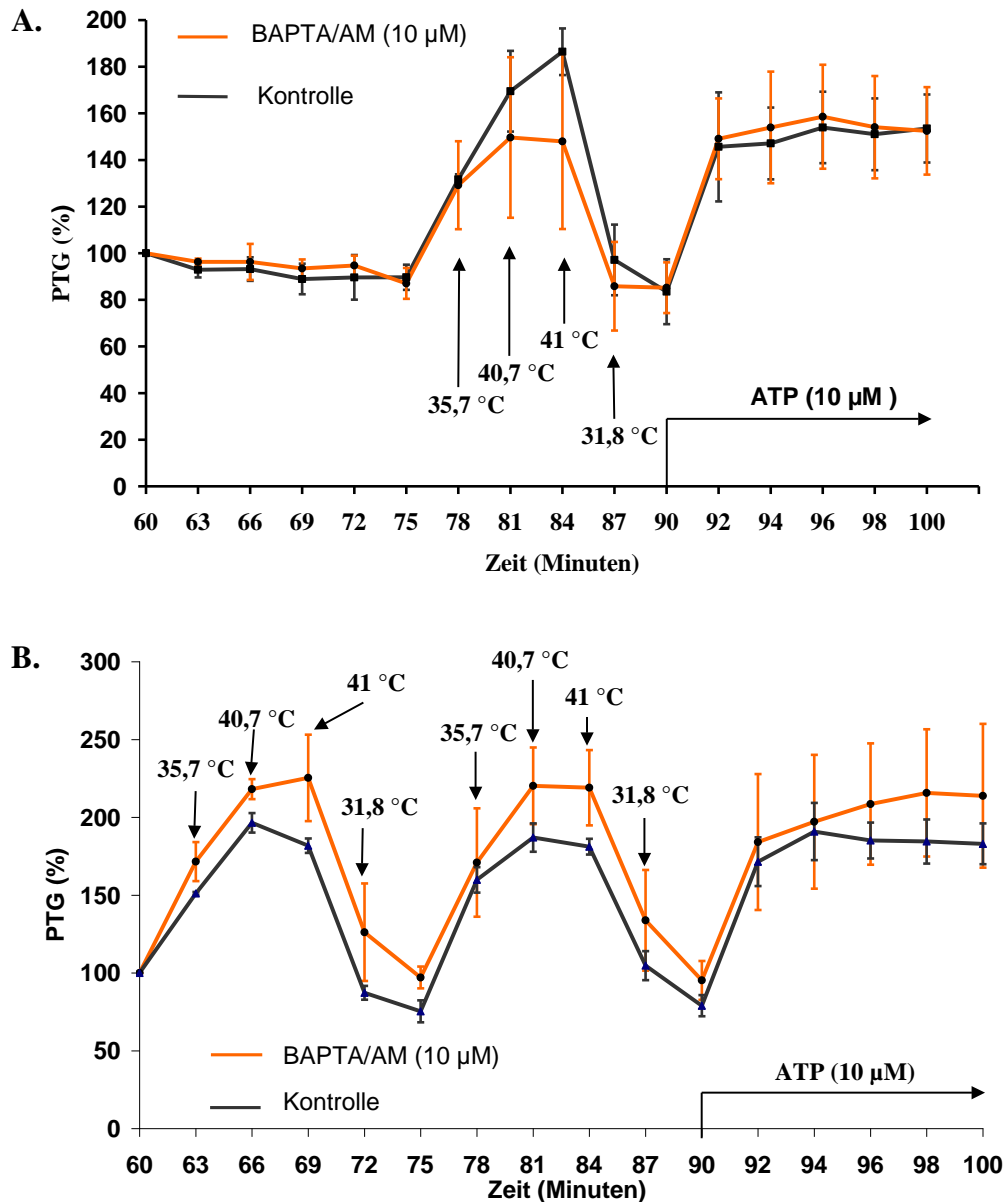 A.
BAPTA/AM (10 µM)
Kontrolle
PTG (%)
200
180
160
140
120
100
80
60
40
20
0
35,7 °C
40,7 °C
41 °C
31,8 °C
ATP (10 µM )
60 63 66 69 72 75 78 81 84 87 90 92 94 96 98 100
Zeit (Minuten)
B.
PTG (%)
300
250
200
150
100
50
0
35,7 °C
40,7 °C
41 °C
31,8 °C
35,7 °C
40,7 °C
41 °C
31,8 °C
BAPTA/AM (10 µM)
Kontrolle
ATP (10 µM)
60 63 66 69 72 75 78 81 84 87 90 92 94 96 98 100
Zeit (Minuten)